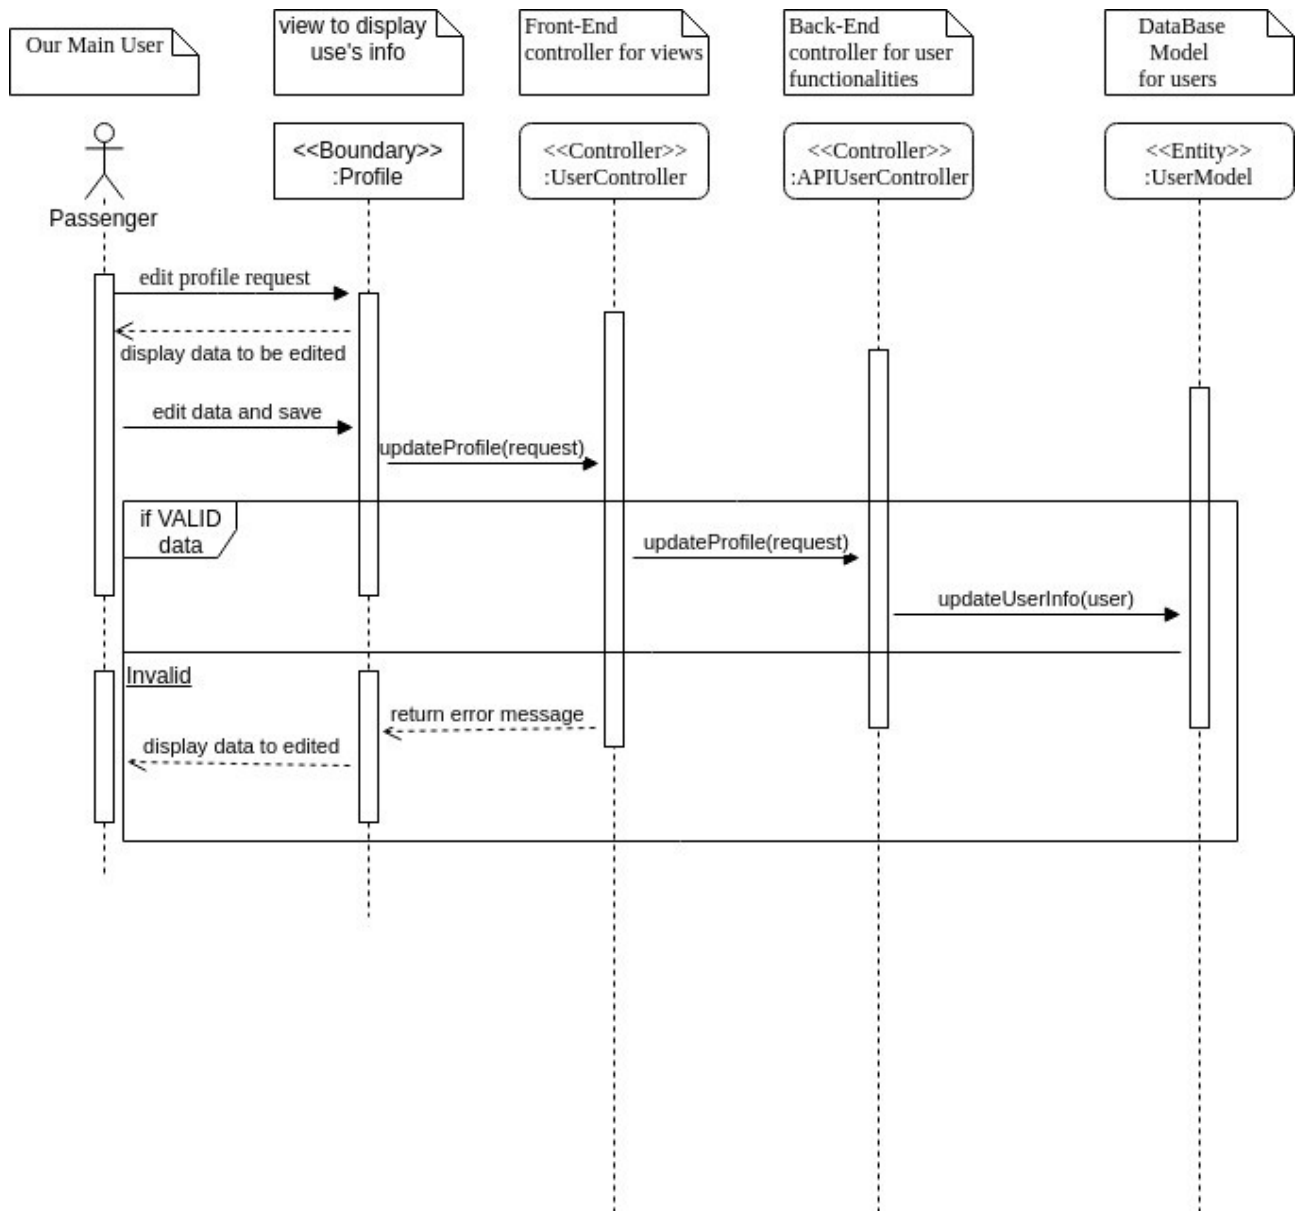 Our Main User
view to display
use's info
Front-End
controller for views
Back-End
controller for user
functionalities
DataBase
Model
for users
Passenger
<<Boundary>>
:Profile
<<Controller>>
:UserController
<<Controller>>
:APIUserController
<<Entity>>
:UserModel
edit profile request
display data to be edited
edit data and save
updateProfile(request)
if VALID
data
updateProfile(request)
updateUserInfo(user)
Invalid
return error message
display data to edited